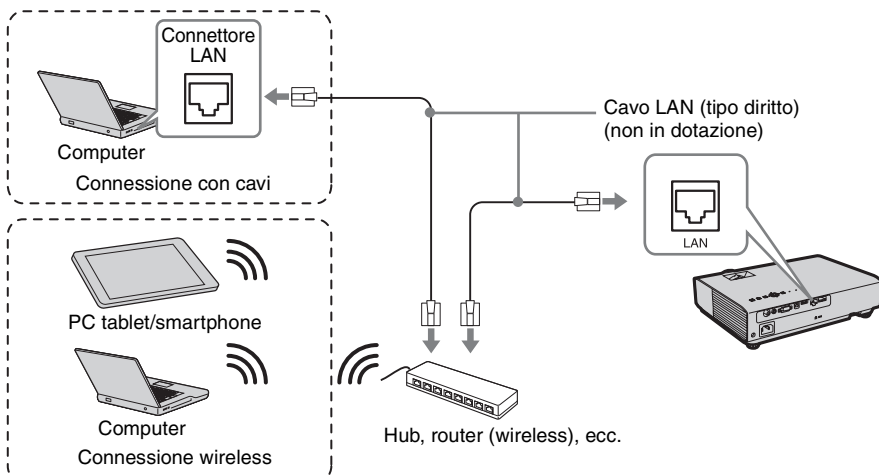 Connettore
LAN
Computer
Connessione con cavi
Cavo LAN (tipo diritto)
(non in dotazione)
LAN
PC tablet/smartphone
Computer
Connessione wireless
Hub, router (wireless), ecc.